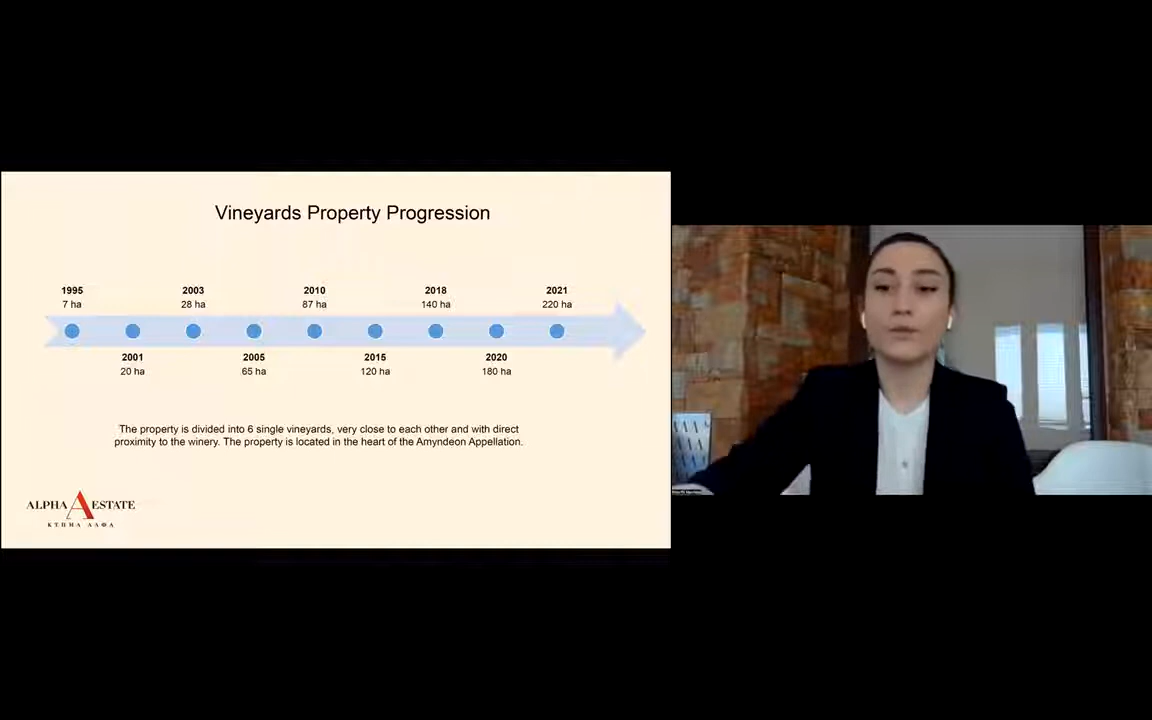 Vineyards Property Progression
1995
7 ha
2003
28 ha
2010
87 ha
2018
140 ha
2021
220 ha
2001
20 ha
2005
65 ha
2015
120 ha
2020
180 ha
The property is divided into 6 single vineyards, very close to each other and with direct
proximity to the winery. The property is located in the heart of the Amyndeon Appellation.
ALPHA ESTATE
ΚΤΗΜΑ ΑΛΦΑ